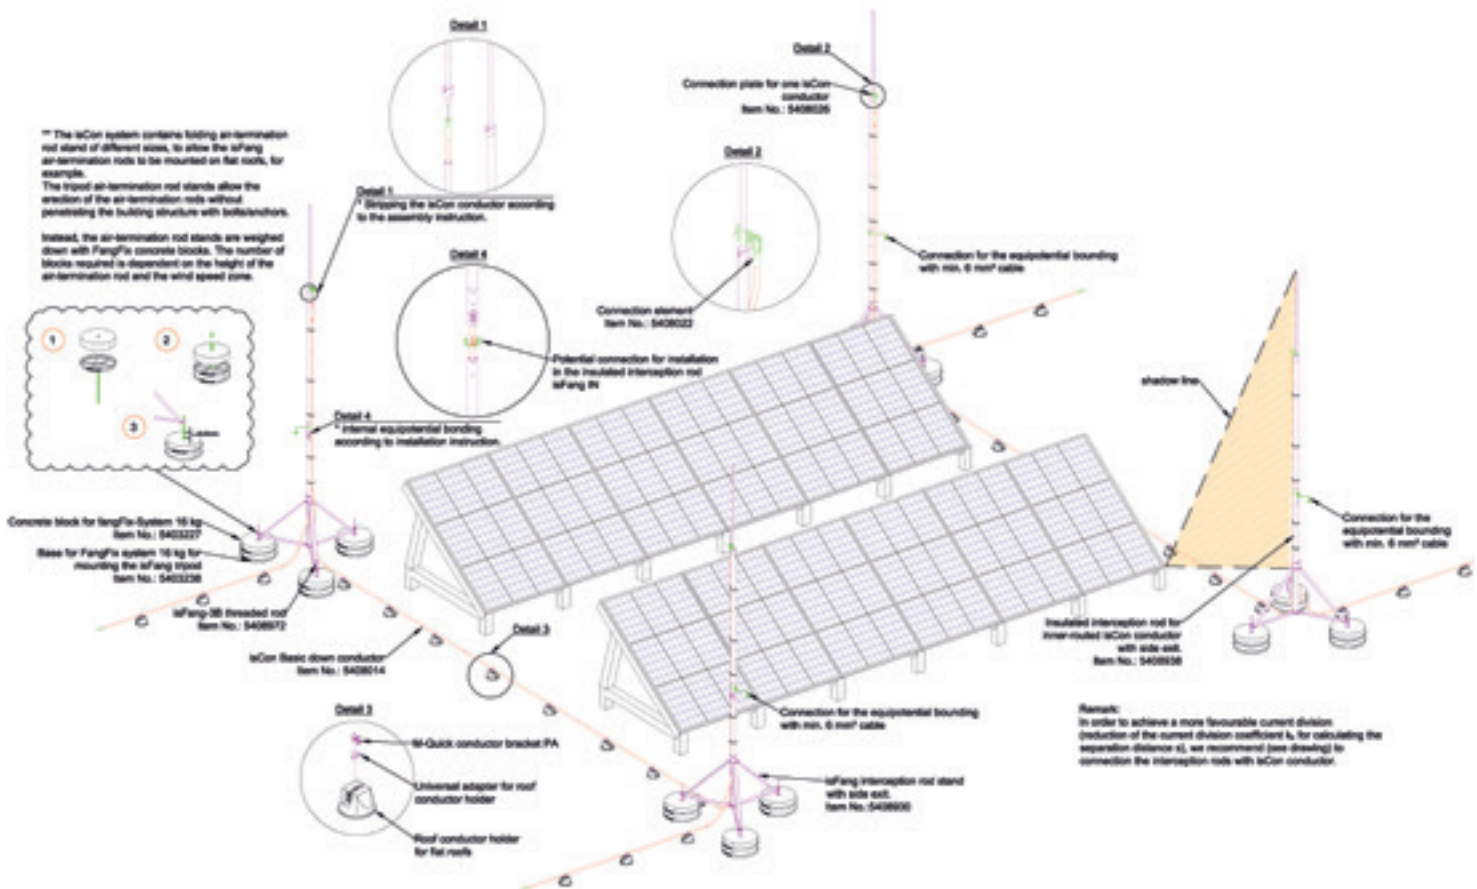 Detail 1
Detail 2
Connection plate for one isCon
conductor
Item No.: 5408026
** The isCon system contains folding air-termination
rod stand of different sizes, to allow the isFang
air-termination rods to be mounted on flat roofs, for
example.
The tripod air-termination rod stands allow the
erection of the air-termination rods without
penetrating the building structure with bolts/anchors.
Instead, the air-termination rod stands are weighed
down with FangFix concrete blocks. The number of
blocks required is dependent on the height of the
air-termination rod and the wind speed zone.
Detail 1
* Stripping the isCon conductor according
to the assembly instruction.
Detail 2
Connection for the equipotential bounding
with min. 6 mm² cable
Detail 4
Connection element
Item No.: 5408022
1
2
3
Potential connection for installation
in the insulated interception rod
isFang IN
shadow line
Detail 4
* Internal equipotential bonding
according to installation instruction.
Concrete block for fangFix-System 16 kg
Item No.: 5403227
Base for FangFix system 16 kg for
mounting the isFang tripod
Item No.: 5403238
isFang-3B threaded rod
Item No.: 5408972
isCon Basic down conductor
Item No.: 5408014
Detail 3
Connection for the
equipotential bounding
with min. 6 mm² cable
Insulated interception rod for
inner-routed isCon conductor
with side exit.
Item No.: 5408938
Detail 3
M-Quick conductor bracket PA
Universal adapter for roof
conductor holder
Roof conductor holder
for flat roofs
Connection for the equipotential bounding
with min. 6 mm² cable
isFang interception rod stand
with side exit.
Item No.:5408930
Remark:
In order to achieve a more favourable current division
(reduction of the current division coefficient k, for calculating the
separation distance s), we recommend (see drawing) to
connection the interception rods with isCon conductor.